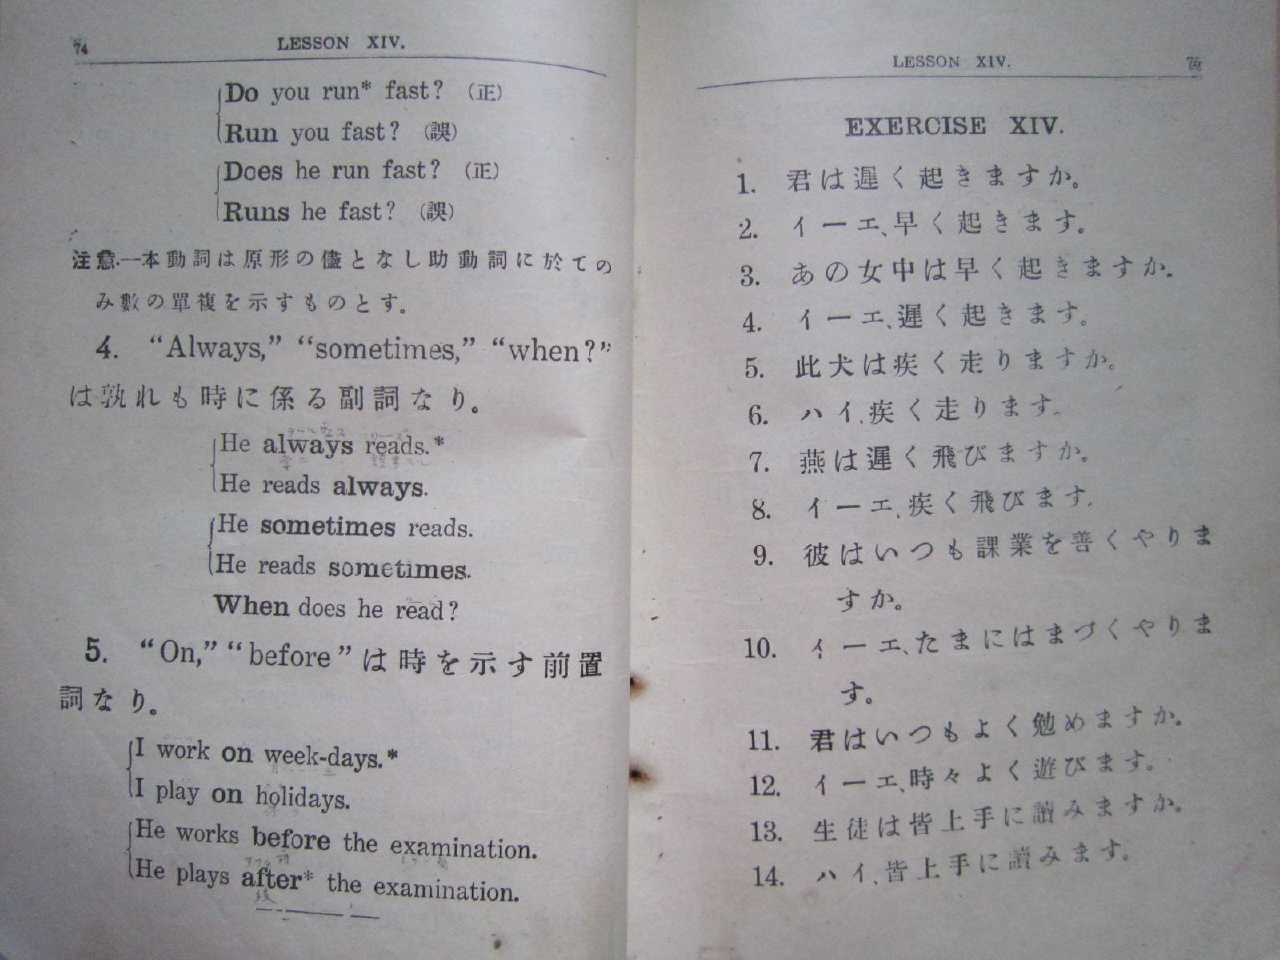 74 LESSON XIV.
Do you run* fast? (正)
Run you fast? (誤)
Does he run fast? (正)
Runs he fast? (誤)
注意.—本動詞は原形の儘となし助動詞に於ての
み數の單複を示すものとす。
4. “Always,” “sometimes,” “when?”
は孰れも時に係る副詞なり。
He always reads.*
He reads always.
He sometimes reads.
He reads sometimes.
When does he read?
5. “On,” “before” は時を示す前置
詞なり。
I work on week-days.*
I play on holidays.
He works before the examination.
He plays after* the examination.
後
LESSON XIV. 75
EXERCISE XIV.
1. 君は遲く起きますか。
2. イーエ、早く起きます。
3. あの女中は早く起きますか。
4. イーエ、遲く起きます。
5. 此犬は疾く走りますか。
6. ハイ、疾く走ります。
7. 燕は遲く飛びますか。
8. イーエ、疾く飛びます。
9. 彼はいつも課業を善くやりま
すか。
10. イーエ、たまにはまづくやりま
す。
11. 君はいつもよく勉めますか。
12. イーエ、時々よく遊びます。
13. 生徒は皆上手に讀みますか。
14. ハイ、皆上手に讀みます。